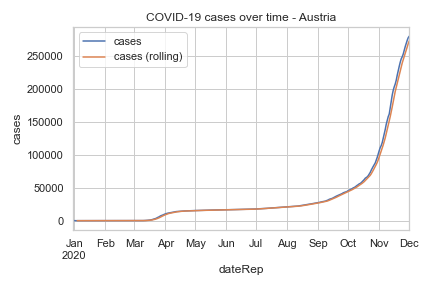 COVID-19 cases over time - Austria
cases
cases (rolling)
250000
200000
150000
100000
50000
0
cases
Jan Feb Mar Apr May Jun Jul Aug Sep Oct Nov Dec
2020
dateRep